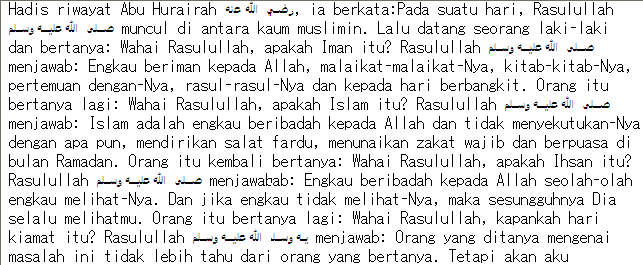 Hadis riwayat Abu Hurairah رضي الله عنه, ia berkata:Pada suatu hari, Rasulullah
صلى الله عليه وسلم muncul di antara kaum muslimin. Lalu datang seorang laki-laki
dan bertanya: Wahai Rasulullah, apakah Iman itu? Rasulullah صلى الله عليه وسلم
menjawab: Engkau beriman kepada Allah, malaikat-malaikat-Nya, kitab-kitab-Nya,
pertemuan dengan-Nya, rasul-rasul-Nya dan kepada hari berbangkit. Orang itu
bertanya lagi: Wahai Rasulullah, apakah Islam itu? Rasulullah صلى الله عليه وسلم
menjawab: Islam adalah engkau beribadah kepada Allah dan tidak menyekutukan-Nya
dengan apa pun, mendirikan salat fardu, menunaikan zakat wajib dan berpuasa di
bulan Ramadan. Orang itu kembali bertanya: Wahai Rasulullah, apakah Ihsan itu?
Rasulullah صلى الله عليه وسلم menjawabab: Engkau beribadah kepada Allah seolah-olah
engkau melihat-Nya. Dan jika engkau tidak melihat-Nya, maka sesungguhnya Dia
selalu melihatmu. Orang itu bertanya lagi: Wahai Rasulullah, kapankah hari
kiamat itu? Rasulullah الله عليه وسلم menjawab: Orang yang ditanya mengenai
masalah ini tidak lebih tahu dari orang yang bertanya. Tetapi akan aku